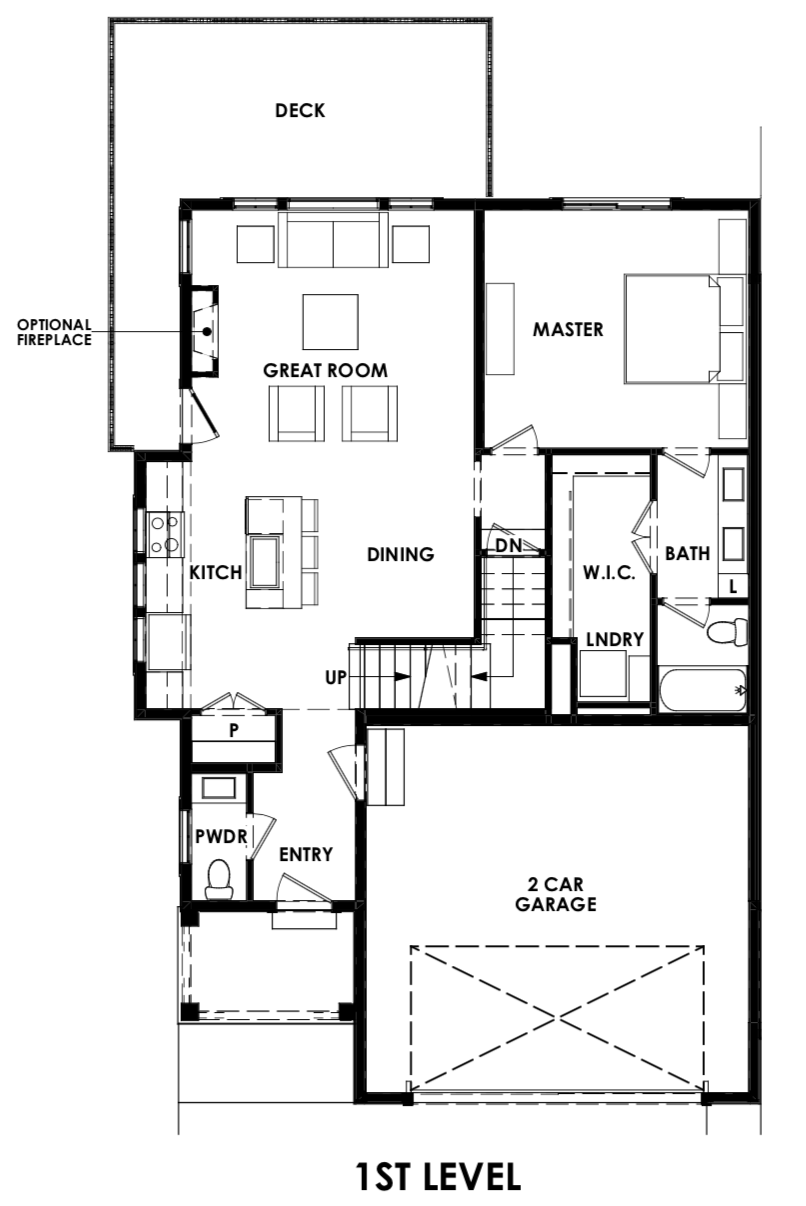 DECK
OPTIONAL
FIREPLACE
MASTER
GREAT ROOM
KITCH
DINING
DN
BATH
W.I.C.
L
LNDRY
UP
P
PWDR
ENTRY
2 CAR
GARAGE
1ST LEVEL